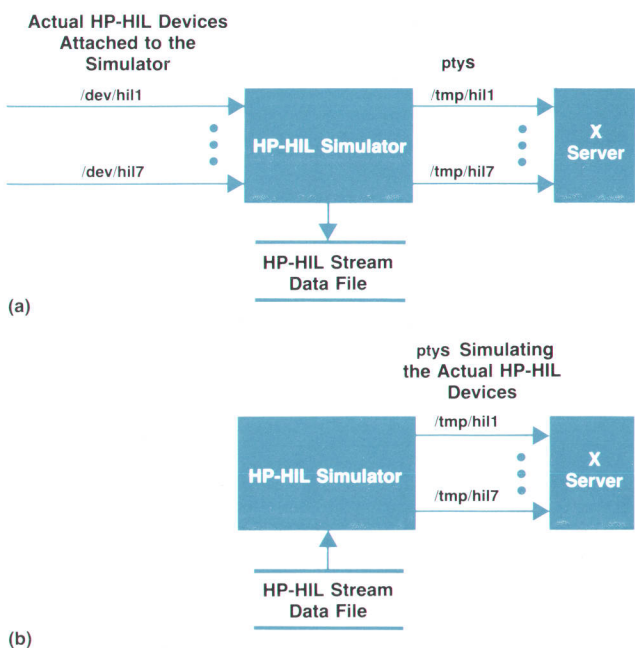 Actual HP-HIL Devices
Attached to the
Simulator
ptys
/dev/hil1
/tmp/hil1
HP-HIL Simulator
X
Server
/dev/hil7
/tmp/hil7
HP-HIL Stream
Data File
(a)
ptys Simulating
the Actual HP-HIL
Devices
/tmp/hil1
HP-HIL Simulator
X
Server
/tmp/hil7
HP-HIL Stream
Data File
(b)